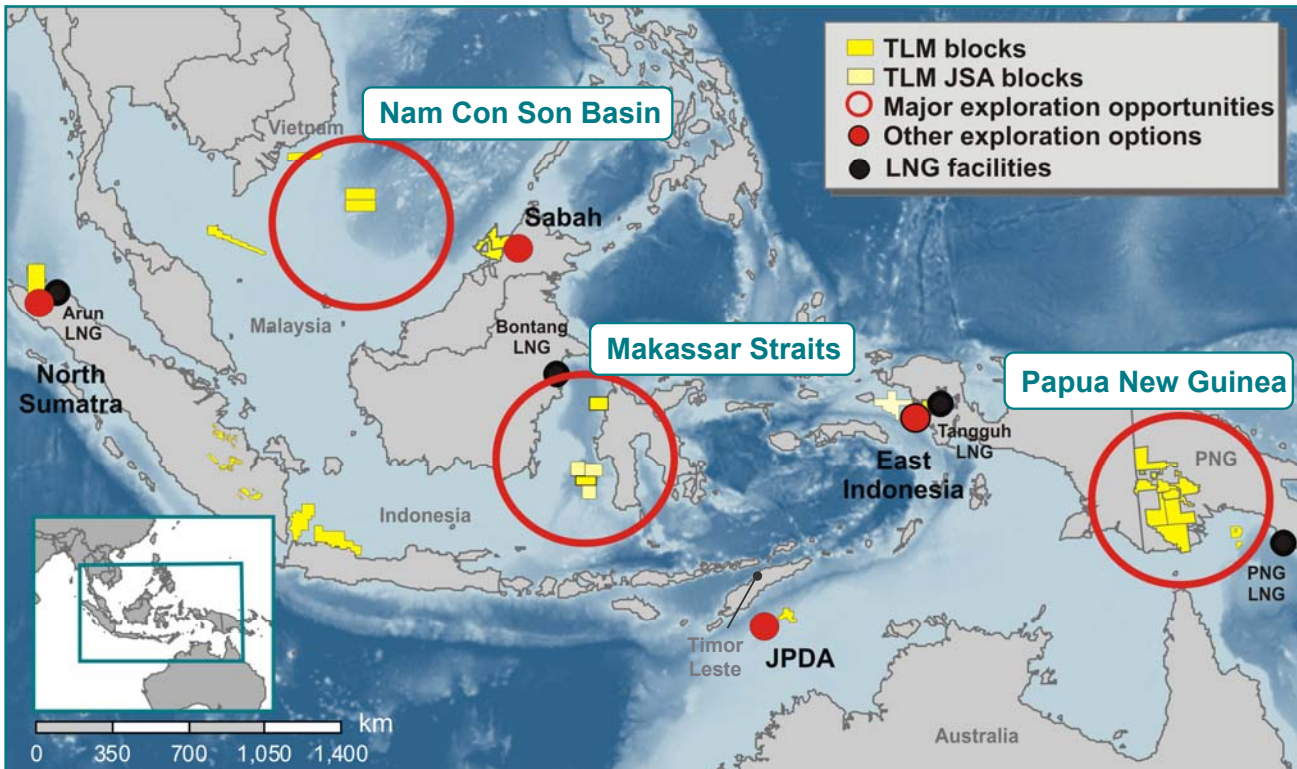 TLM blocks
TLM JSA blocks
Major exploration opportunities
Other exploration options
LNG facilities
Nam Con Son Basin
Vietnam
Sabah
Arun
LNG
Malaysia
Bontang
LNG
Makassar Straits
North
Sumatra
Papua New Guinea
Tangguh
LNG
PNG
East
Indonesia
Indonesia
PNG
LNG
Timor
Leste
JPDA
Australia
km
0 350 700 1,050 1,400